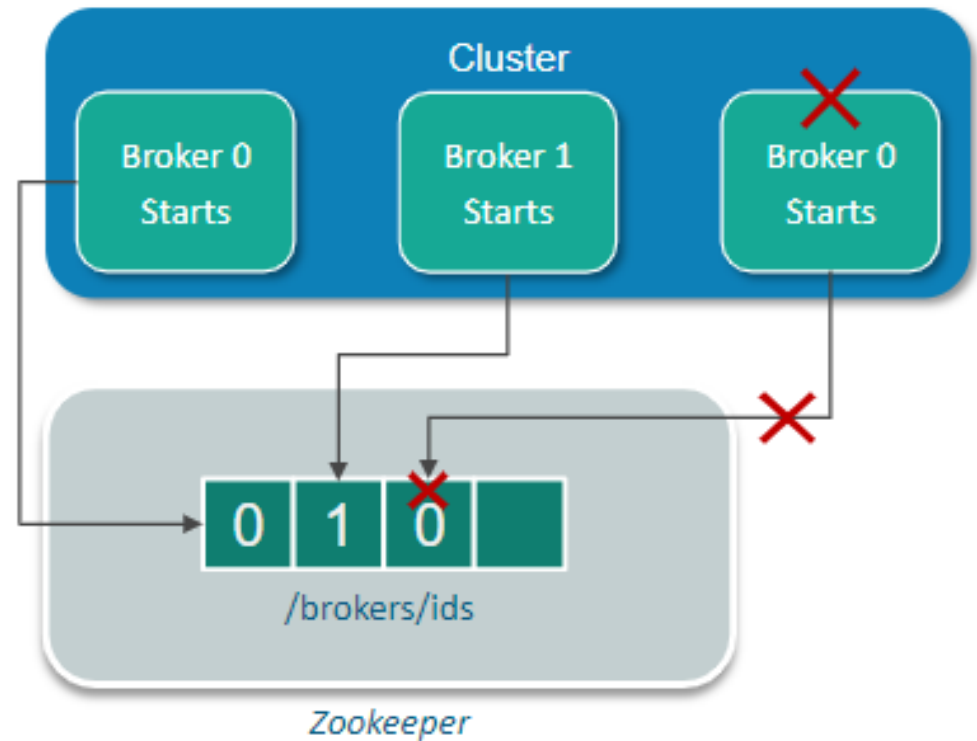 Cluster
Broker 0
Starts
Broker 1
Starts
Broker 0
Starts
0 1 0
/brokers/ids
Zookeeper